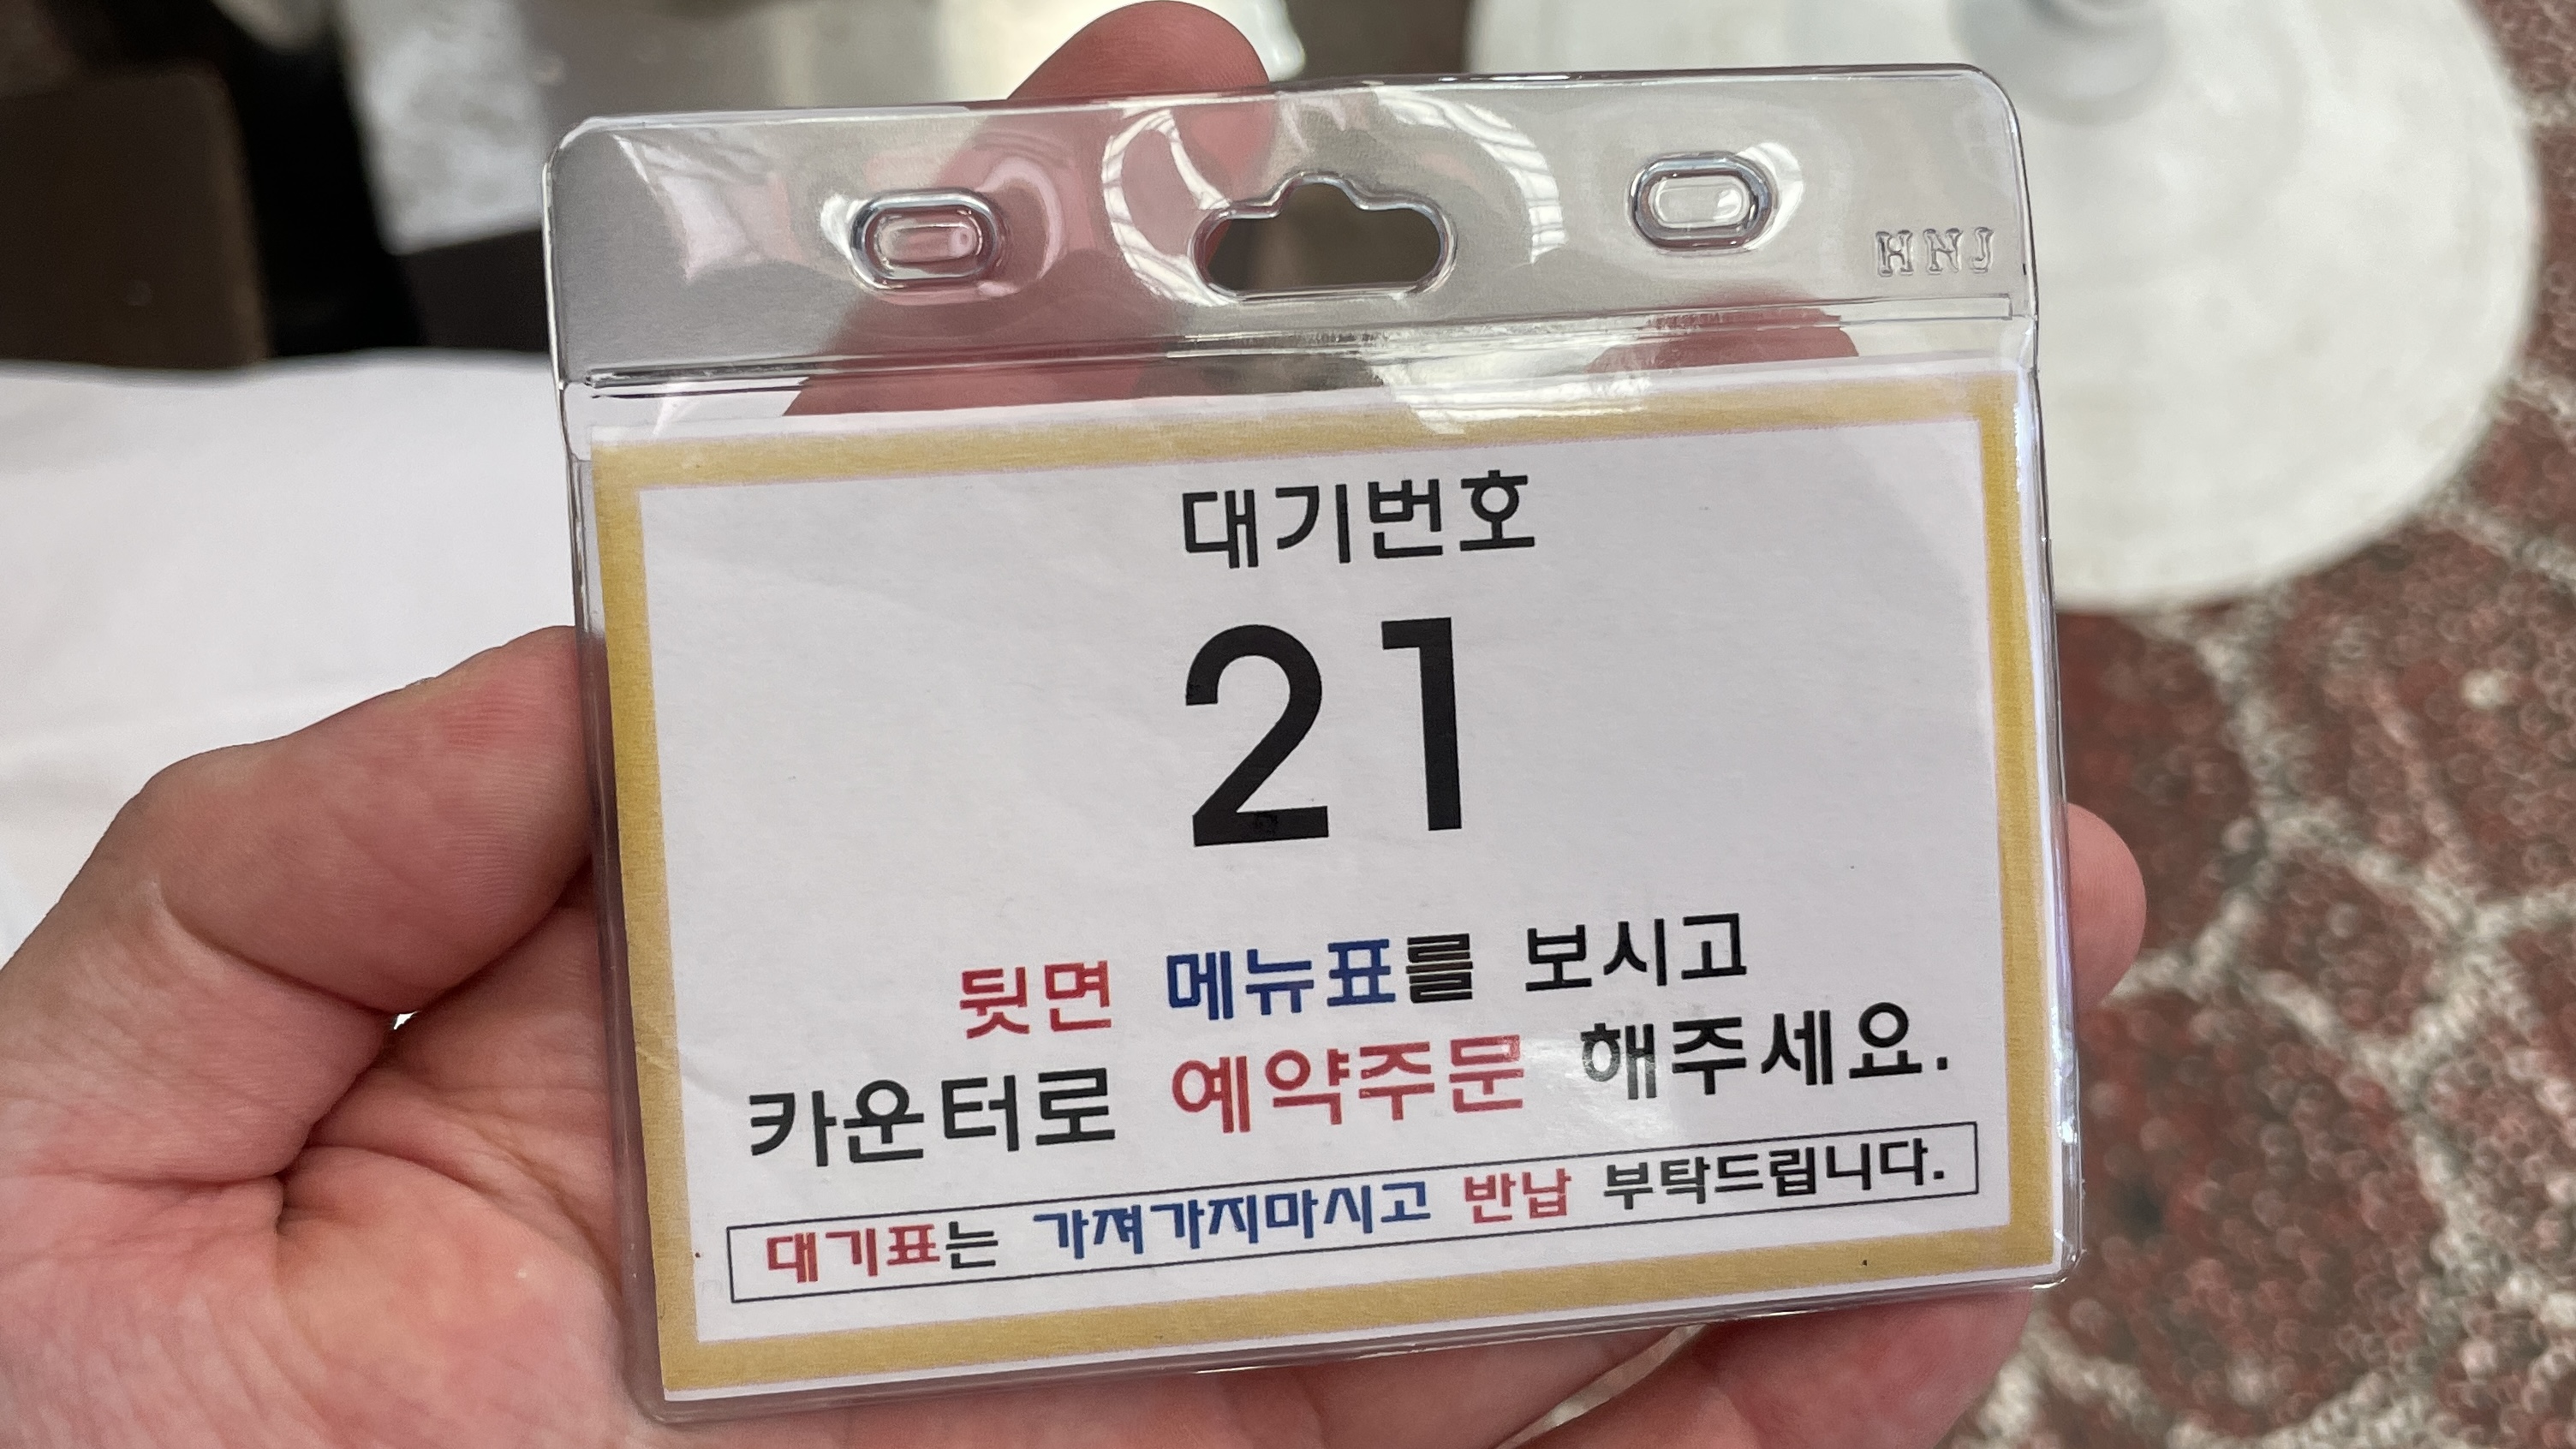 HNJ
대기번호
21
뒷면 메뉴표를 보시고
카운터로 예약주문 해주세요.
대기표는 가져가지마시고 반납 부탁드립니다.